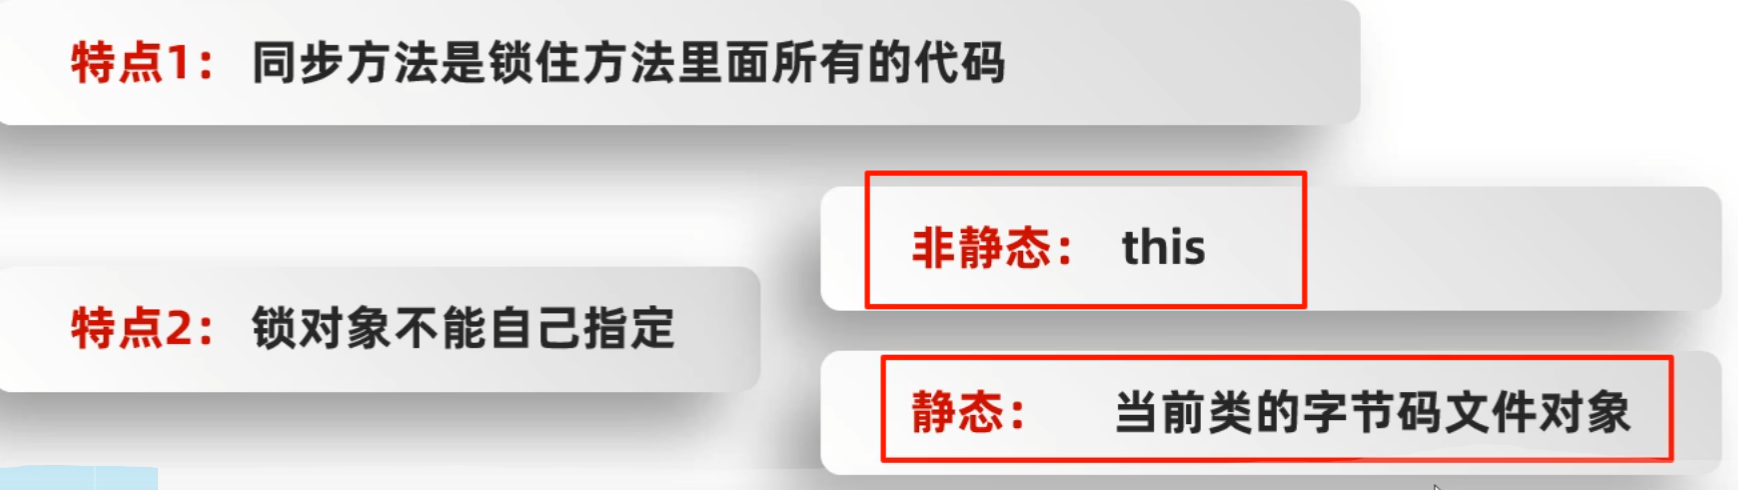 特点1： 同步方法是锁住方法里面所有的代码
特点2： 锁对象不能自己指定
非静态： this
静态： 当前类的字节码文件对象